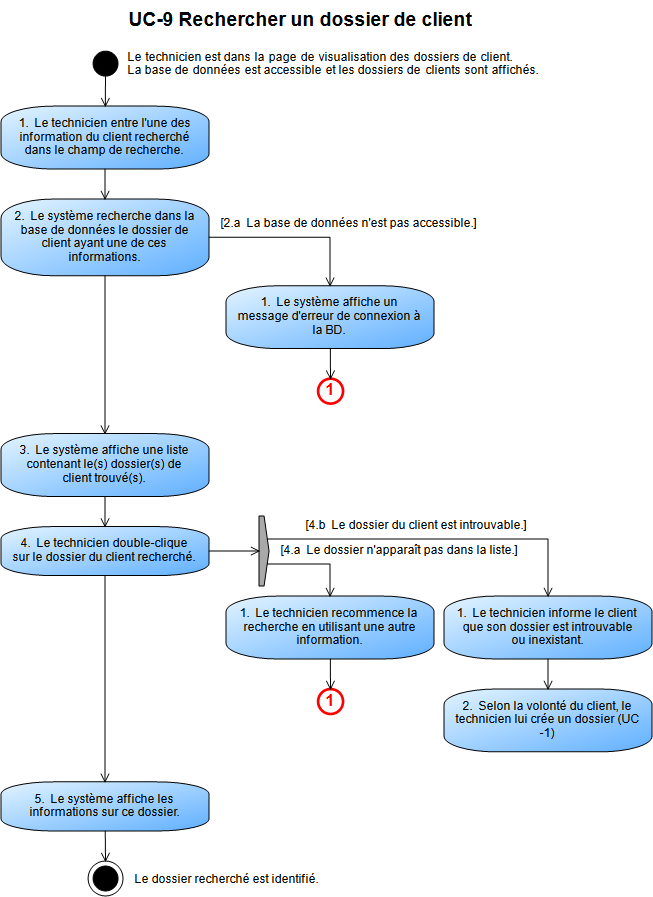 UC-9 Rechercher un dossier de client
Le technicien est dans la page de visualisation des dossiers de client.
La base de données est accessible et les dossiers de clients sont affichés.
1. Le technicien entre l'une des
information du client recherché
dans le champ de recherche.
2. Le système recherche dans la
base de données le dossier de
client ayant une de ces
informations.
[2.a La base de données n'est pas accessible.]
1. Le système affiche un
message d'erreur de connexion à
la BD.
1
3. Le système affiche une liste
contenant le(s) dossier(s) de
client trouvé(s).
4. Le technicien double-clique
sur le dossier du client recherché.
[4.b Le dossier du client est introuvable.]
[4.a Le dossier n'apparaît pas dans la liste.]
1. Le technicien recommence la
recherche en utilisant une autre
information.
1
1. Le technicien informe le client
que son dossier est introuvable
ou inexistant.
2. Selon la volonté du client, le
technicien lui crée un dossier (UC
-1)
5. Le système affiche les
informations sur ce dossier.
Le dossier recherché est identifié.